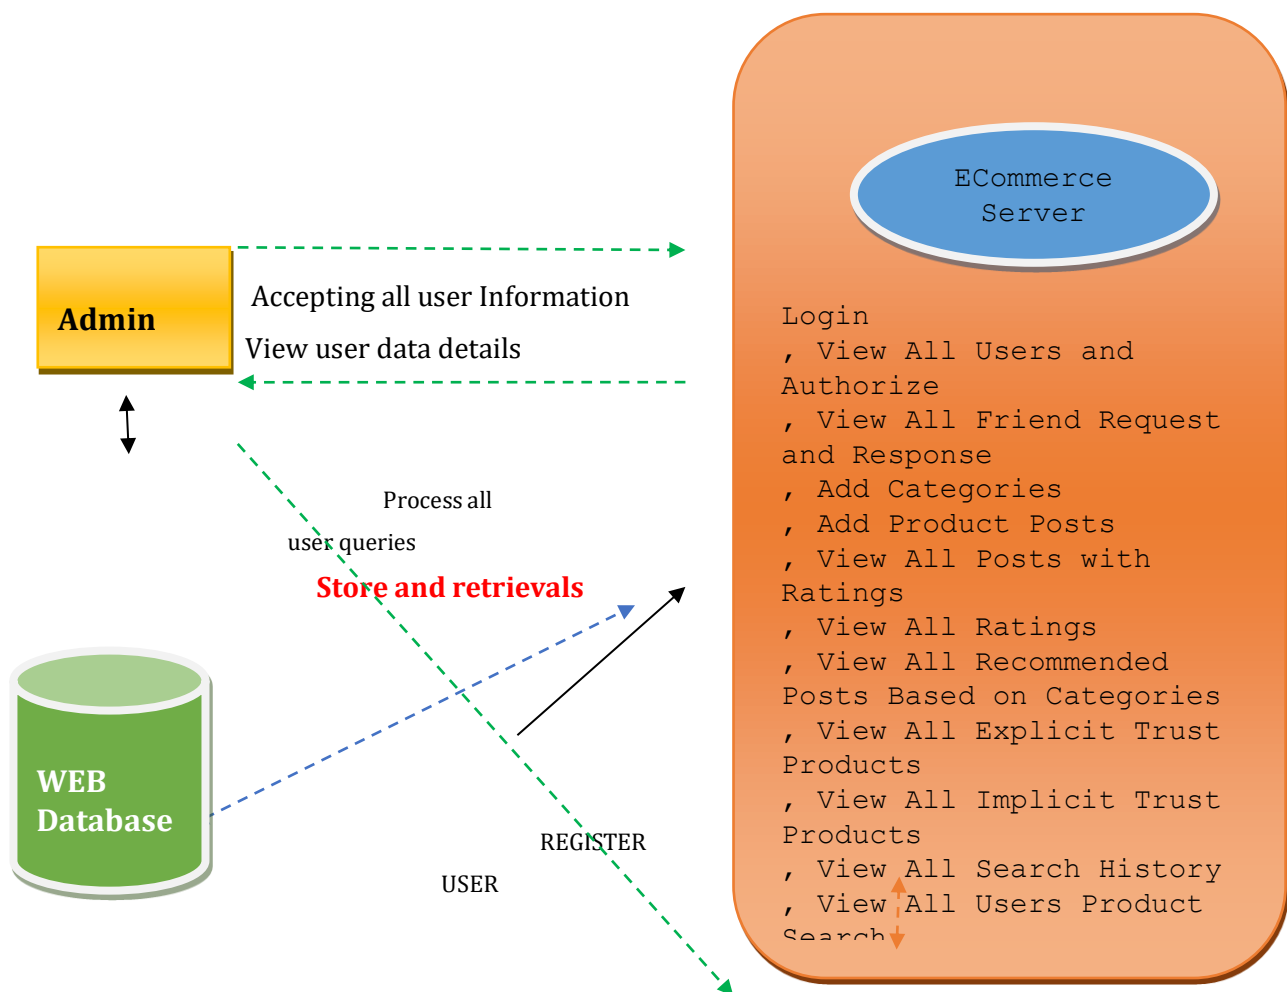 ECommerce
Server
Admin
Accepting all user Information
View user data details
Process all
user queries
Store and retrievals
WEB
Database
REGISTER
USER
Login
, View All Users and
Authorize
, View All Friend Request
and Response
, Add Categories
, Add Product Posts
, View All Posts with
Ratings
, View All Ratings
, View All Recommended
Posts Based on Categories
, View All Explicit Trust
Products
, View All Implicit Trust
Products
, View All Search History
, View All Users Product
Search